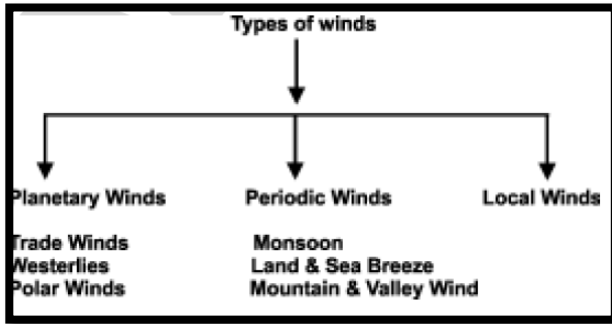 Types of winds
Planetary Winds Periodic Winds Local Winds
Trade Winds Monsoon
Westerlies Land & Sea Breeze
Polar Winds Mountain & Valley Wind